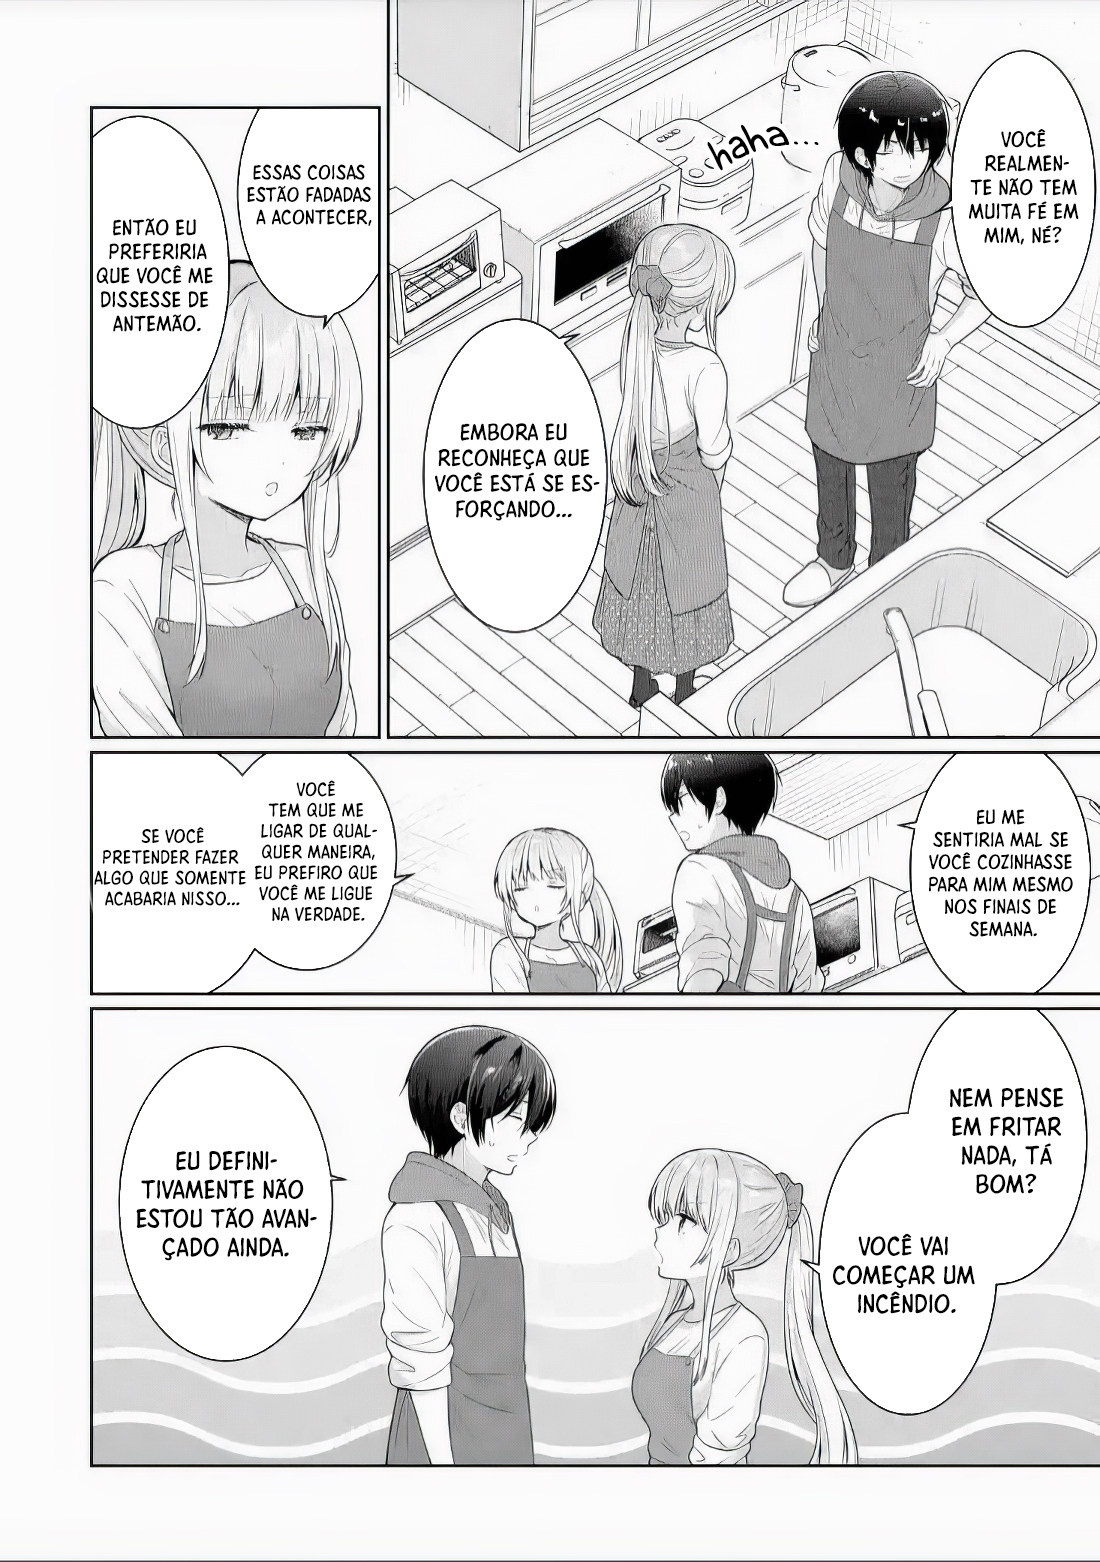 VOCÊ
REALMEN-
TE NÃO TEM
MUITA FÉ EM
MIM, NÉ?
haha...
EMBORA EU
RECONHEÇA QUE
VOCÊ ESTÁ SE ES-
FORÇANDO...
ESSAS COISAS
ESTÃO FADADAS
A ACONTECER,
ENTÃO EU
PREFERIRIA
QUE VOCÊ ME
DISSESSE DE
ANTEMÃO.
EU ME
SENTIRIA MAL SE
VOCÊ COZINHASSE
PARA MIM MESMO
NOS FINAIS DE
SEMANA.
VOCÊ
TEM QUE ME
LIGAR DE QUAL-
QUER MANEIRA,
EU PREFIRO QUE
VOCÊ ME LIGUE
NA VERDADE.
SE VOCÊ
PRETENDER FAZER
ALGO QUE SOMENTE
ACABARIA NISSO...
NEM PENSE
EM FRITAR
NADA, TÁ
BOM?
VOCÊ VAI
COMEÇAR UM
INCÊNDIO.
EU DEFINI-
TIVAMENTE NÃO
ESTOU TÃO AVAN-
ÇADO AINDA.